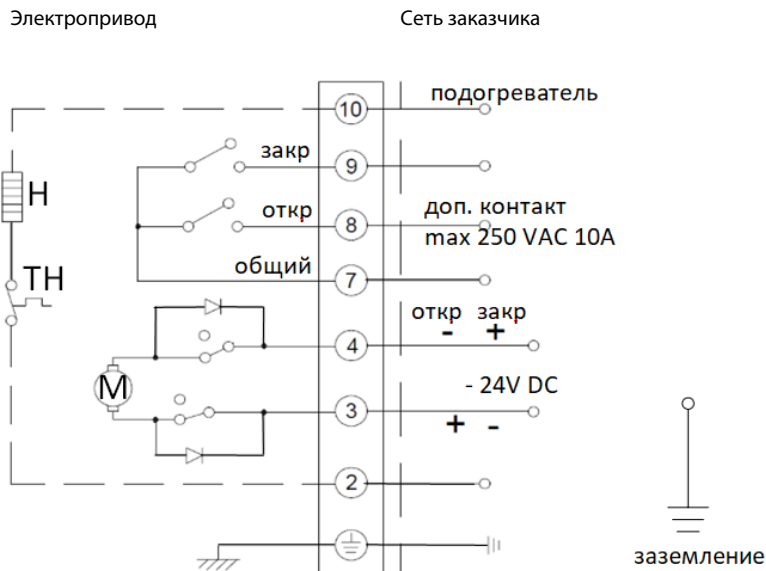 Электропривод Сеть заказчика
подогреватель
10
закр 9
H
откр 8 доп. контакт
max 250 VAC 10A
общий 7
TH
откр закр
- +
4
M
- 24V DC
3
+ -
2
заземление